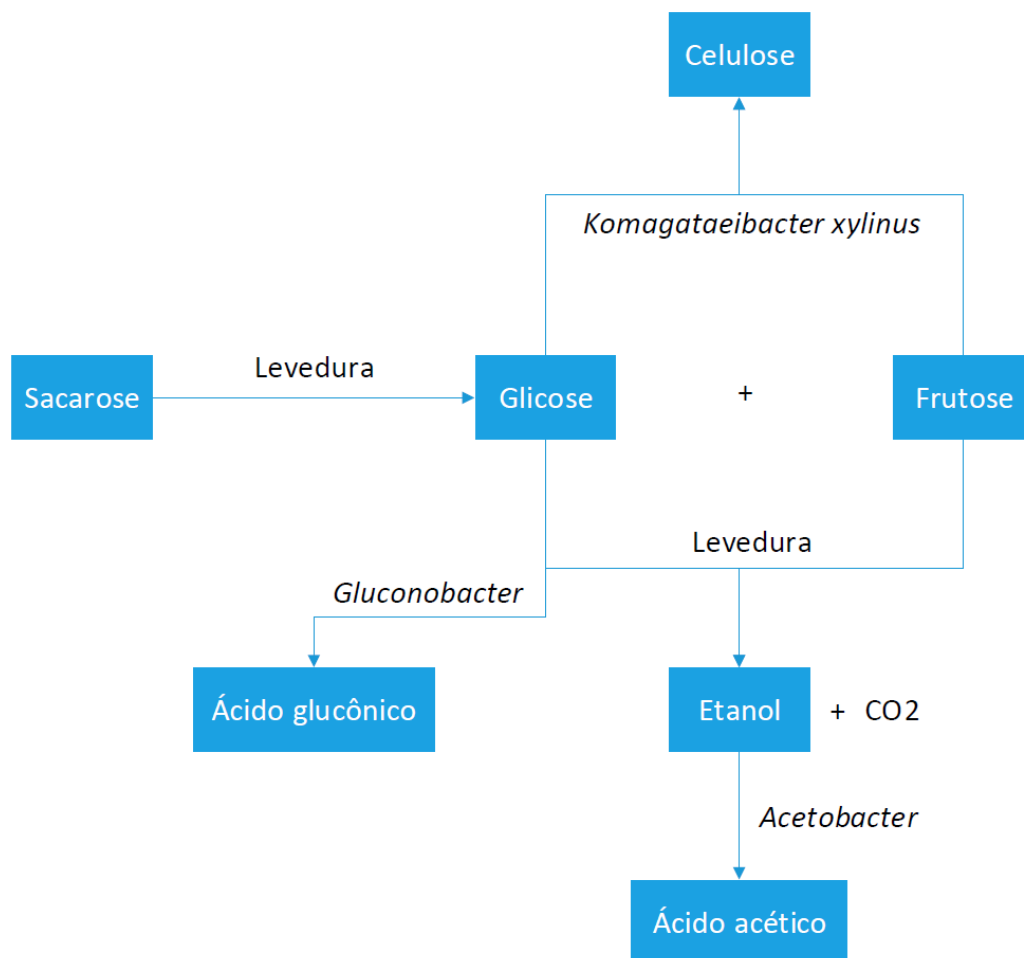 Celulose
Komagataeibacter xylinus
Levedura
Sacarose
Glicose
+
Frutose
Levedura
Gluconobacter
Ácido glucônico
Etanol
+ CO2
Acetobacter
Ácido acético